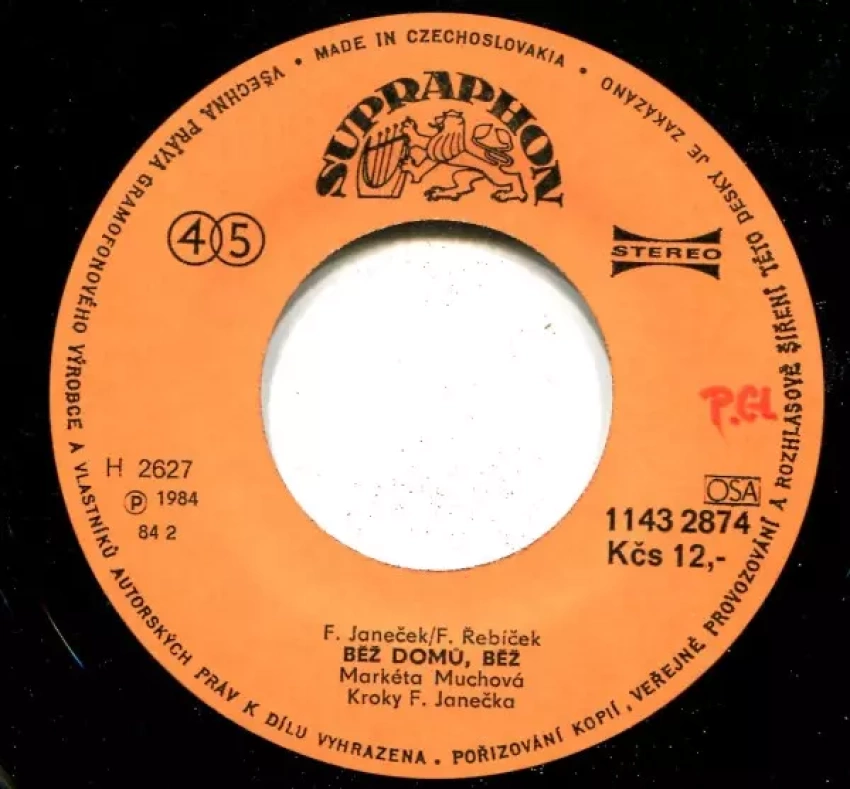 • MADE IN CZECHOSLOVAKIA •
VŠECHNA PRÁVA GRAMOFONOVÉHO VÝROBCE A VLASTNÍKŮ AUTORSKÝCH PRÁV K DÍLU VYHRAZENA. POŘIZOVÁNÍ KOPIÍ, VEŘEJNÉ PROVOZOVÁNÍ A ROZHLASOVÉ ŠÍŘENÍ TÉTO DESKY JE ZAKÁZÁNO
SUPRAPHON
45
STEREO
H 2627
Ⓟ 1984
84 2
OSA
1143 2874
Kčs 12,-
F. Janeček/F. Řebíček
BĚŽ DOMŮ, BĚŽ
Markéta Muchová
Kroky F. Janečka